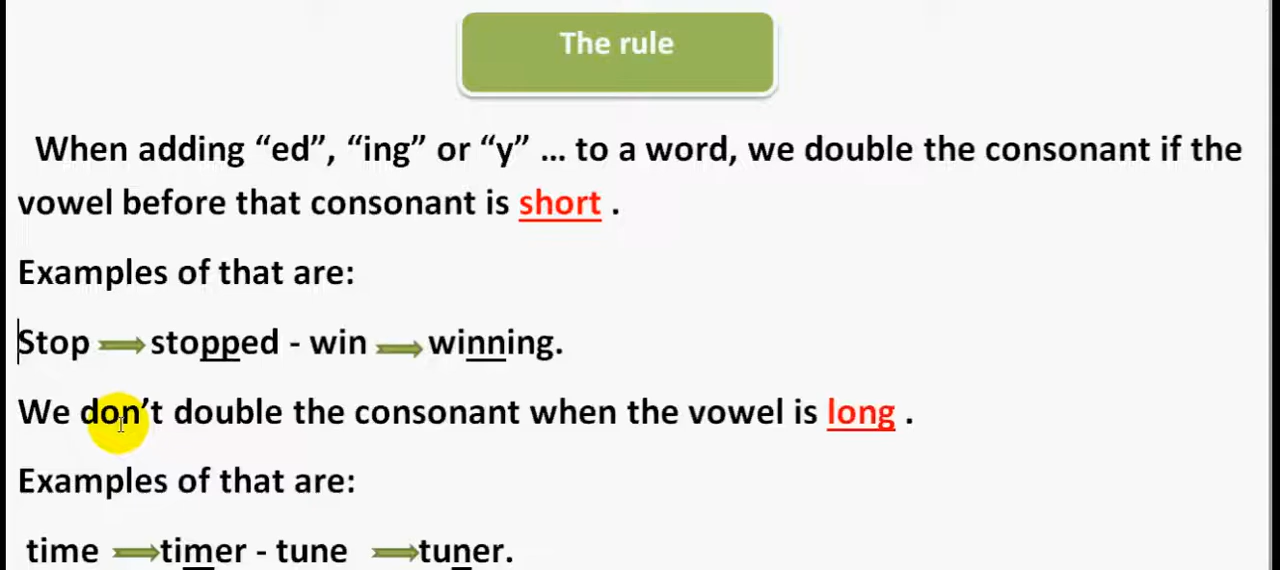 The rule
When adding “ed”, “ing” or “y” ... to a word, we double the consonant if the
vowel before that consonant is short .
Examples of that are:
Stop stopped - win winning.
We don’t double the consonant when the vowel is long .
Examples of that are:
time timer - tune tuner.